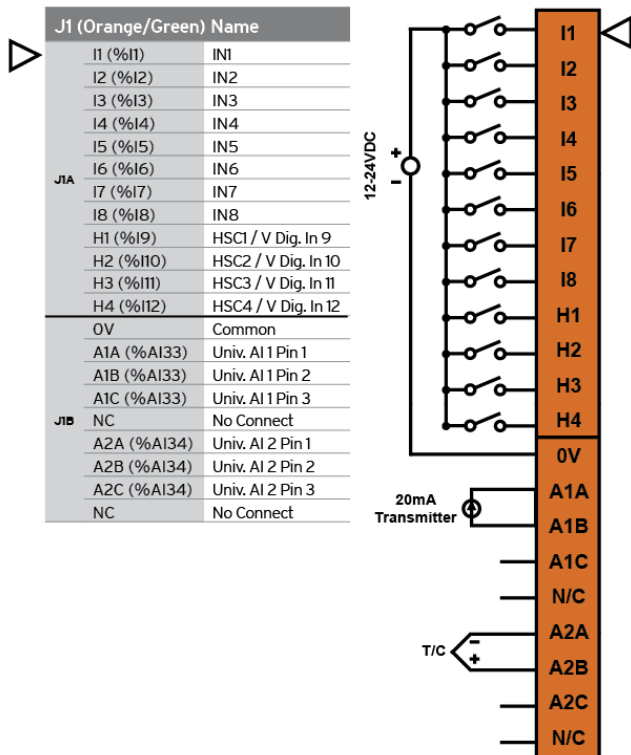 J1 (Orange/Green) Name
I1 (%I1) IN1
I2 (%I2) IN2
I3 (%I3) IN3
I4 (%I4) IN4
I5 (%I5) IN5
I6 (%I6) IN6
J1A
I7 (%I7) IN7
I8 (%I8) IN8
H1 (%I9) HSC1 / V Dig. In 9
H2 (%I10) HSC2 / V Dig. In 10
H3 (%I11) HSC3 / V Dig. In 11
H4 (%I12) HSC4 / V Dig. In 12
0V Common
A1A (%AI33) Univ. AI 1 Pin 1
A1B (%AI33) Univ. AI 1 Pin 2
A1C (%AI33) Univ. AI 1 Pin 3
J1B
NC No Connect
A2A (%AI34) Univ. AI 2 Pin 1
A2B (%AI34) Univ. AI 2 Pin 2
A2C (%AI34) Univ. AI 2 Pin 3
NC No Connect
12-24VDC
+
-
I1
I2
I3
I4
I5
I6
I7
I8
H1
H2
H3
H4
0V
20mA
Transmitter
A1A
A1B
A1C
N/C
T/C
-
+
A2A
A2B
A2C
N/C